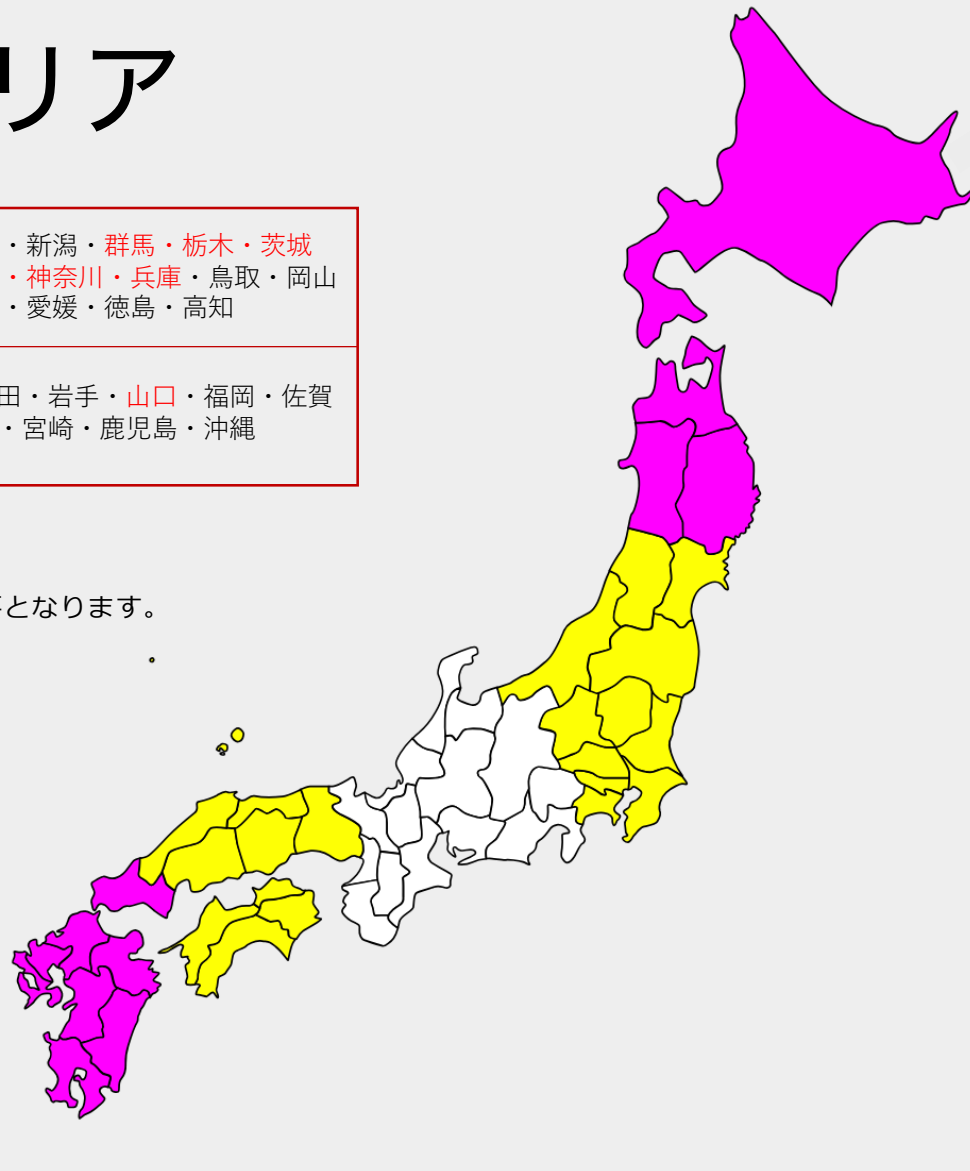 リア
・新潟・群馬・栃木・茨城
・神奈川・兵庫・鳥取・岡山
・愛媛・徳島・高知
田・岩手・山口・福岡・佐賀
・宮崎・鹿児島・沖縄
となります。